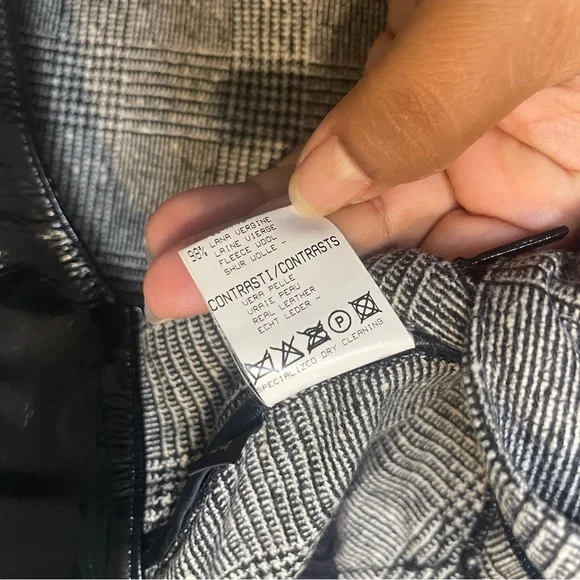 98% LANA VERGINE
LAINE VIERGE
FLEECE WOOL
SHUR WOLLE -
CONTRASTI/CONTRASTS
VERA PELLE
VRAIE PEAU
REAL LEATHER
ECHT LEDER -
P
SPECIALIZED DRY CLEANING